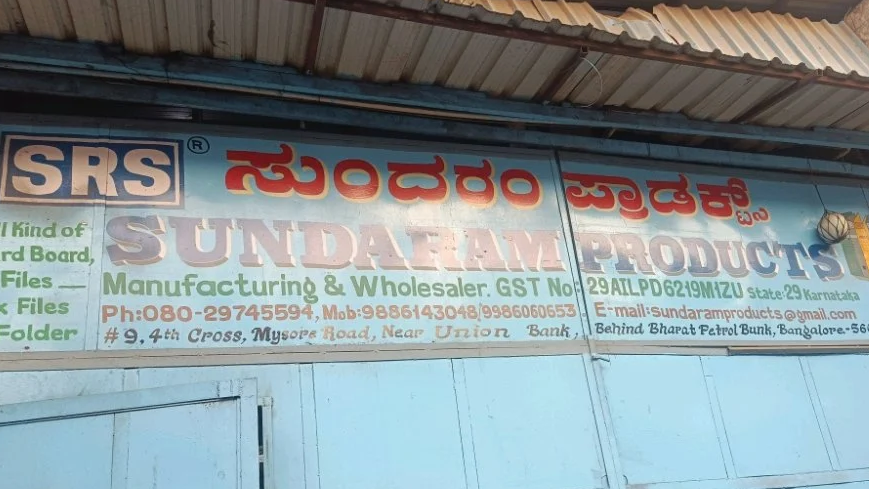 SRS ® ಸುಂದರಂ ಪ್ರಾಡಕ್ಟ್ಸ್
SUNDARAM PRODUCTS
Kind of
Board,
Files
Files
Folder
Manufacturing & Wholesaler. GST No: 29AILPD6219M1ZU State:29 Karnataka
Ph:080-29745594, Mob:9886143048/9986060653 E-mail:sundaramproducts@gmail.com
# 9, 4th Cross, Mysore Road, Near Union Bank, Behind Bharat Petrol Bunk, Bangalore-56